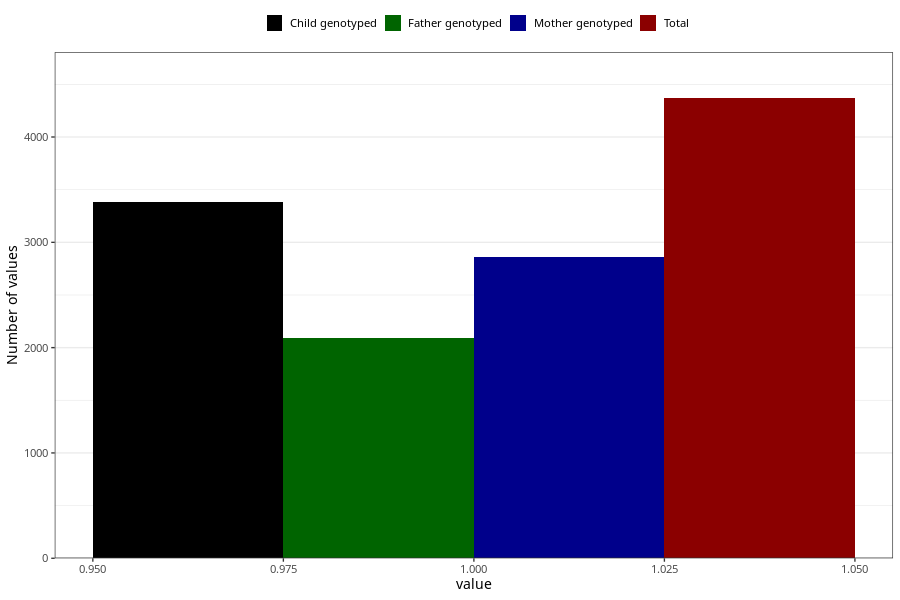 Child genotyped Father genotyped Mother genotyped Total
Number of values
4000
3000
2000
1000
0
0.950 0.975 1.000 1.025 1.050
value